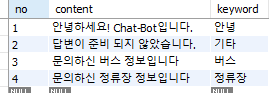 no content keyword
1 안녕하세요! Chat-Bot입니다. 안녕
2 답변이 준비 되지 않았습니다. 기타
3 문의하신 버스 정보입니다 버스
4 문의하신 정류장 정보입니다 정류장
NULL NULL NULL